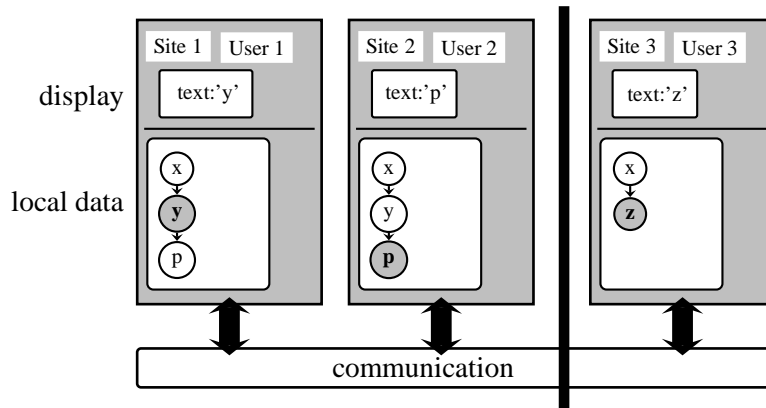 Site 1 User 1 Site 2 User 2 Site 3 User 3
display text:’y’ text:’p’ text:’z’
x x x
local data y y z
p p
communication